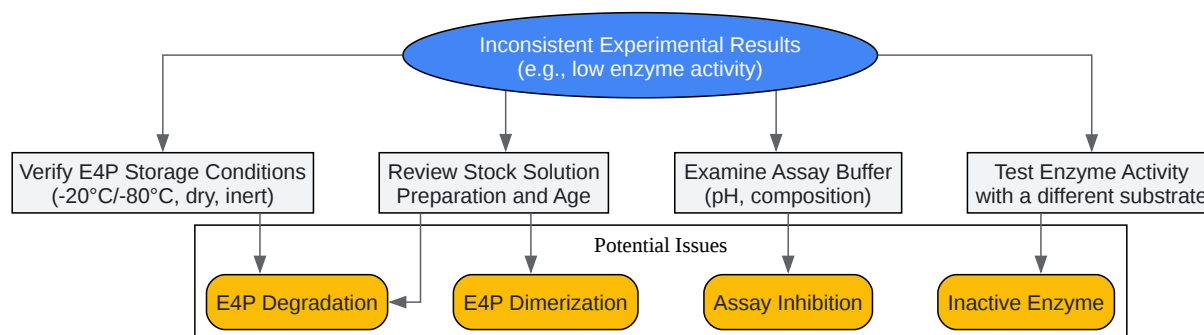 Inconsistent Experimental Results
(e.g., low enzyme activity)
Verify E4P Storage Conditions
(-20°C/-80°C, dry, inert)
Review Stock Solution
Preparation and Age
Examine Assay Buffer
(pH, composition)
Test Enzyme Activity
with a different substrate
Potential Issues
E4P Degradation
E4P Dimerization
Assay Inhibition
Inactive Enzyme